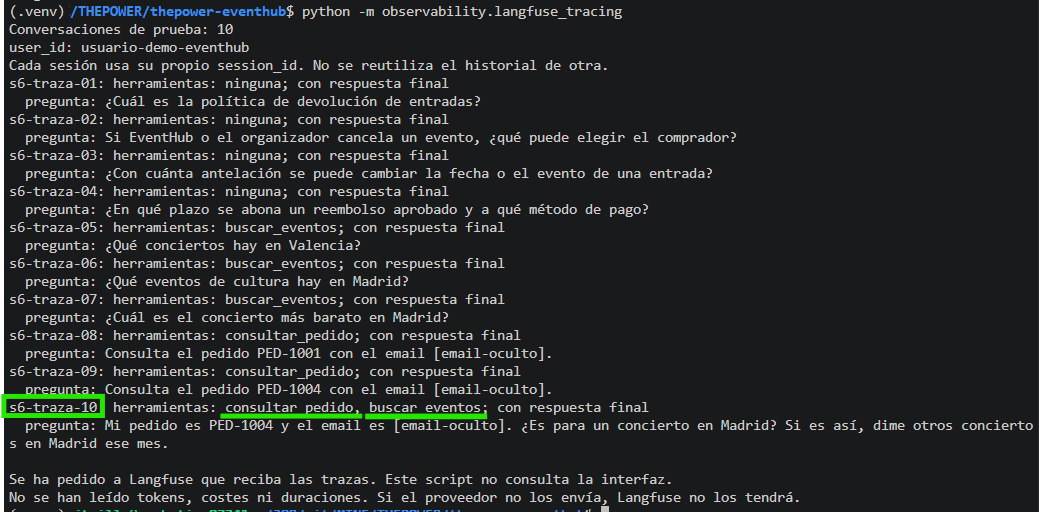 (.venv) /THEPOWER/thepower-eventhub$ python -m observability.langfuse_tracing
Conversaciones de prueba: 10
user_id: usuario-demo-eventhub
Cada sesión usa su propio session_id. No se reutiliza el historial de otra.
s6-traza-01: herramientas: ninguna; con respuesta final
pregunta: ¿Cuál es la política de devolución de entradas?
s6-traza-02: herramientas: ninguna; con respuesta final
pregunta: Si EventHub o el organizador cancela un evento, ¿qué puede elegir el comprador?
s6-traza-03: herramientas: ninguna; con respuesta final
pregunta: ¿Con cuánta antelación se puede cambiar la fecha o el evento de una entrada?
s6-traza-04: herramientas: ninguna; con respuesta final
pregunta: ¿En qué plazo se abona un reembolso aprobado y a qué método de pago?
s6-traza-05: herramientas: buscar_eventos; con respuesta final
pregunta: ¿Qué conciertos hay en Valencia?
s6-traza-06: herramientas: buscar_eventos; con respuesta final
pregunta: ¿Qué eventos de cultura hay en Madrid?
s6-traza-07: herramientas: buscar_eventos; con respuesta final
pregunta: ¿Cuál es el concierto más barato en Madrid?
s6-traza-08: herramientas: consultar_pedido; con respuesta final
pregunta: Consulta el pedido PED-1001 con el email [email-oculto].
s6-traza-09: herramientas: consultar_pedido; con respuesta final
pregunta: Consulta el pedido PED-1004 con el email [email-oculto].
s6-traza-10 herramientas: consultar pedido, buscar eventos; con respuesta final
pregunta: Mi pedido es PED-1004 y el email es [email-oculto]. ¿Es para un concierto en Madrid? Si es así, dime otros concierto
s en Madrid ese mes.
Se ha pedido a Langfuse que reciba las trazas. Este script no consulta la interfaz.
No se han leído tokens, costes ni duraciones. Si el proveedor no los envía, Langfuse no los tendrá.